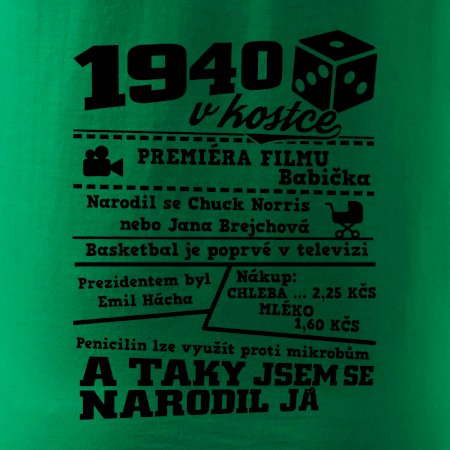 1940
v kostce
PREMIÉRA FILMU
Babička
Narodil se Chuck Norris
nebo Jana Brejchová
Basketbal je poprvé v televizi
Prezidentem byl
Emil Hácha
Nákup:
CHLEBA ... 2,25 KČS
MLÉKO
1,60 KČS
Penicilin lze využít proti mikrobům
A TAKY JSEM SE
NARODIL JÁ